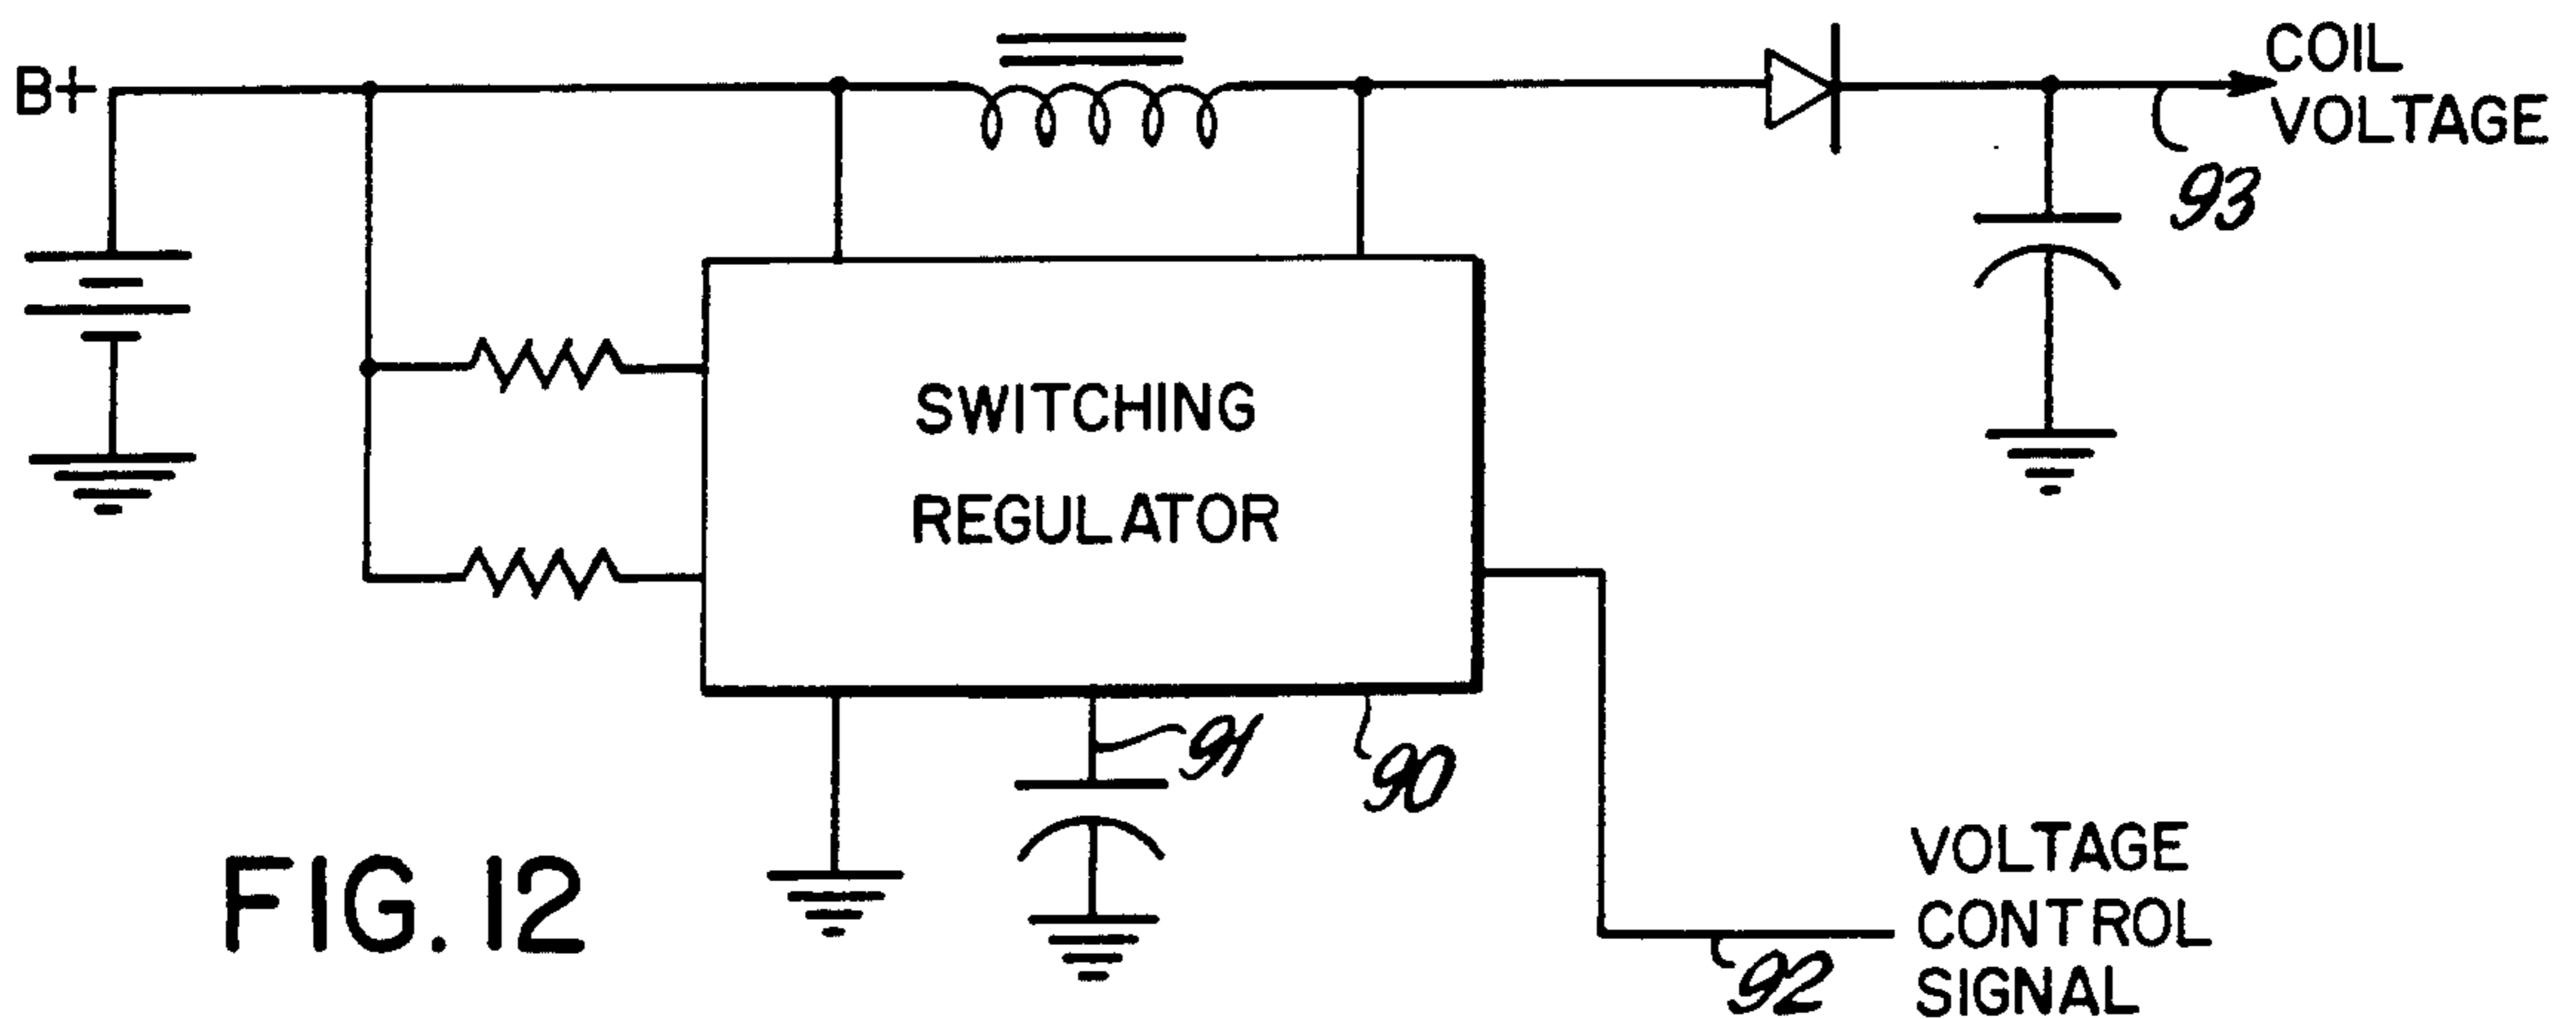 B+
COIL
VOLTAGE
93
SWITCHING
REGULATOR
91
90
FIG. 12
VOLTAGE
CONTROL
SIGNAL
92